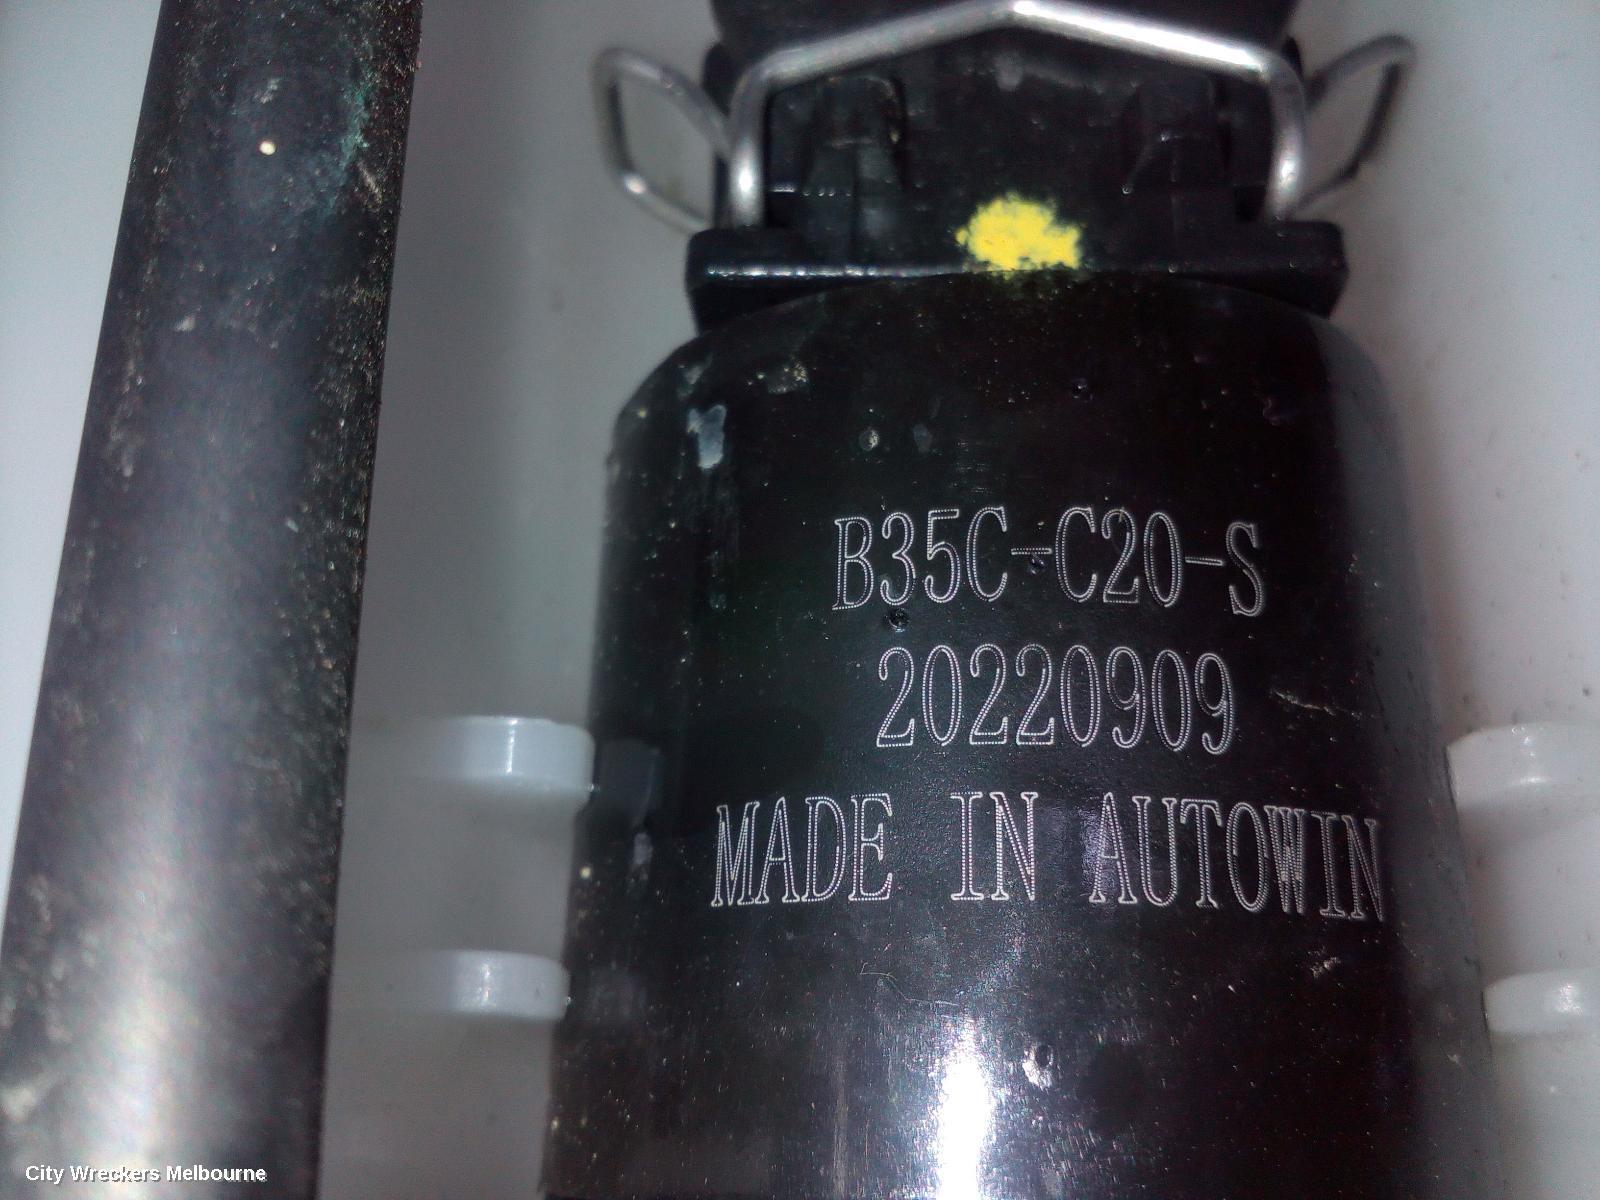 B35C-C20-S
20220909
MADE IN AUTOWIN
City Wreckers Melbourne